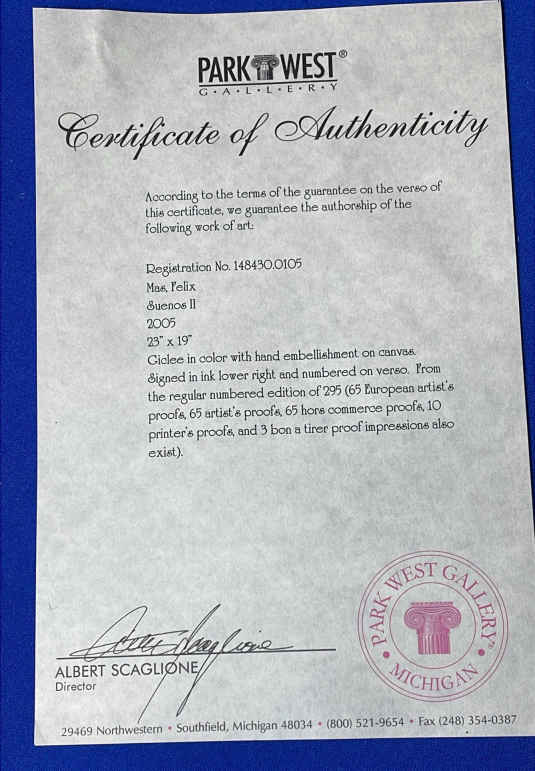 PARK WEST®
G·A·L·L·E·R·Y
Certificate of Authenticity
According to the terms of the guarantee on the verso of
this certificate, we guarantee the authorship of the
following work of art:
Registration No. 148430.0105
Mas, Felix
Suenos II
2005
23" x 19"
Giclee in color with hand embellishment on canvas.
Signed in ink lower right and numbered on verso. From
the regular numbered edition of 295 (65 European artist's
proofs, 65 artist's proofs, 65 hors commerce proofs, 10
printer's proofs, and 3 bon a tirer proof impressions also
exist).
PARK WEST GALLERY™
• MICHIGAN •
ALBERT SCAGLIONE
Director
29469 Northwestern • Southfield, Michigan 48034 • (800) 521-9654 • Fax (248) 354-0387